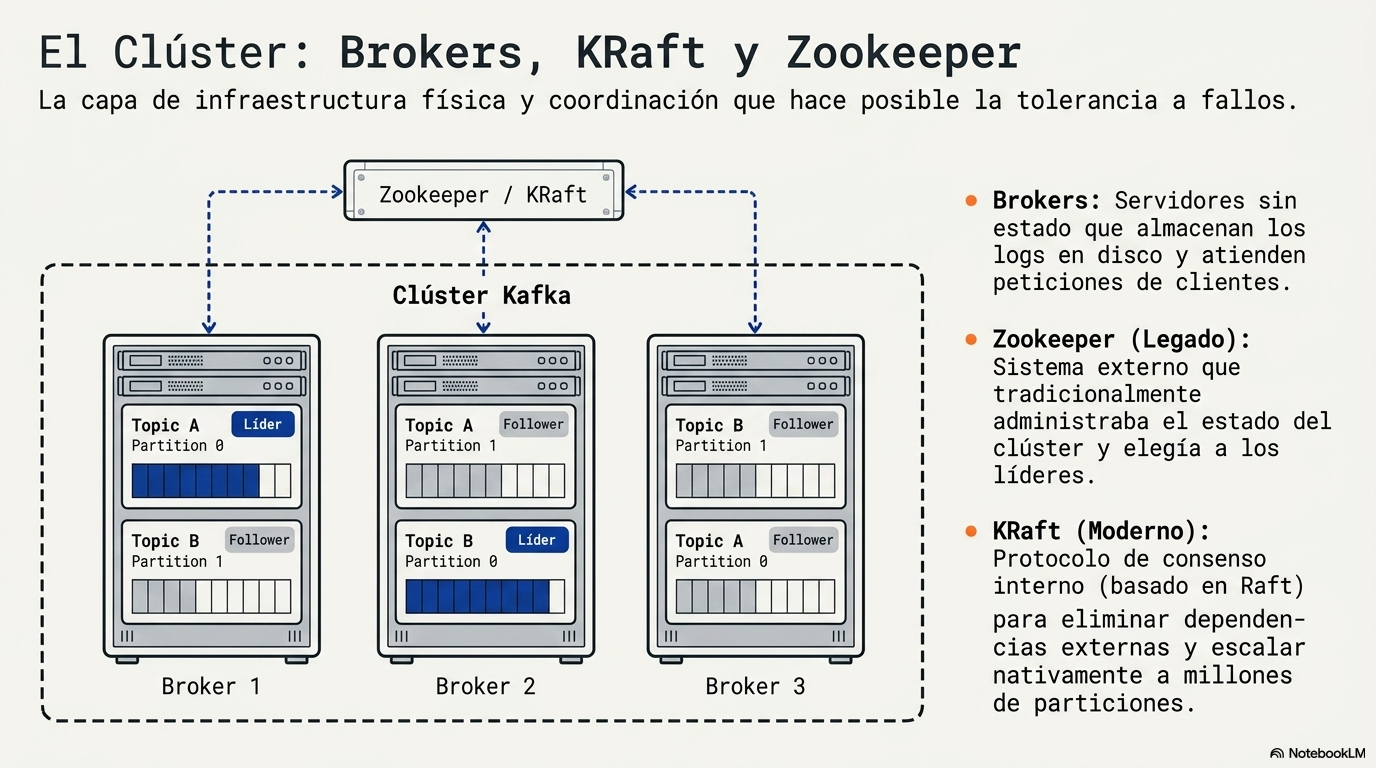 El Clúster: Brokers, KRaft y Zookeeper
La capa de infraestructura física y coordinación que hace posible la tolerancia a fallos.
Zookeeper / KRaft
Clúster Kafka
Topic A
Líder
Partition 0
Topic B
Follower
Partition 1
Broker 1
Topic A
Follower
Partition 1
Topic B
Líder
Partition 0
Broker 2
Topic B
Follower
Partition 1
Topic A
Follower
Partition 0
Broker 3
Brokers: Servidores sin
estado que almacenan los
logs en disco y atienden
peticiones de clientes.
Zookeeper (Legado):
Sistema externo que
tradicionalmente
administraba el estado del
clúster y elegía a los
líderes.
KRaft (Moderno):
Protocolo de consenso
interno (basado en Raft)
para eliminar dependen-
cias externas y escalar
nativamente a millones
de particiones.
NotebookLM